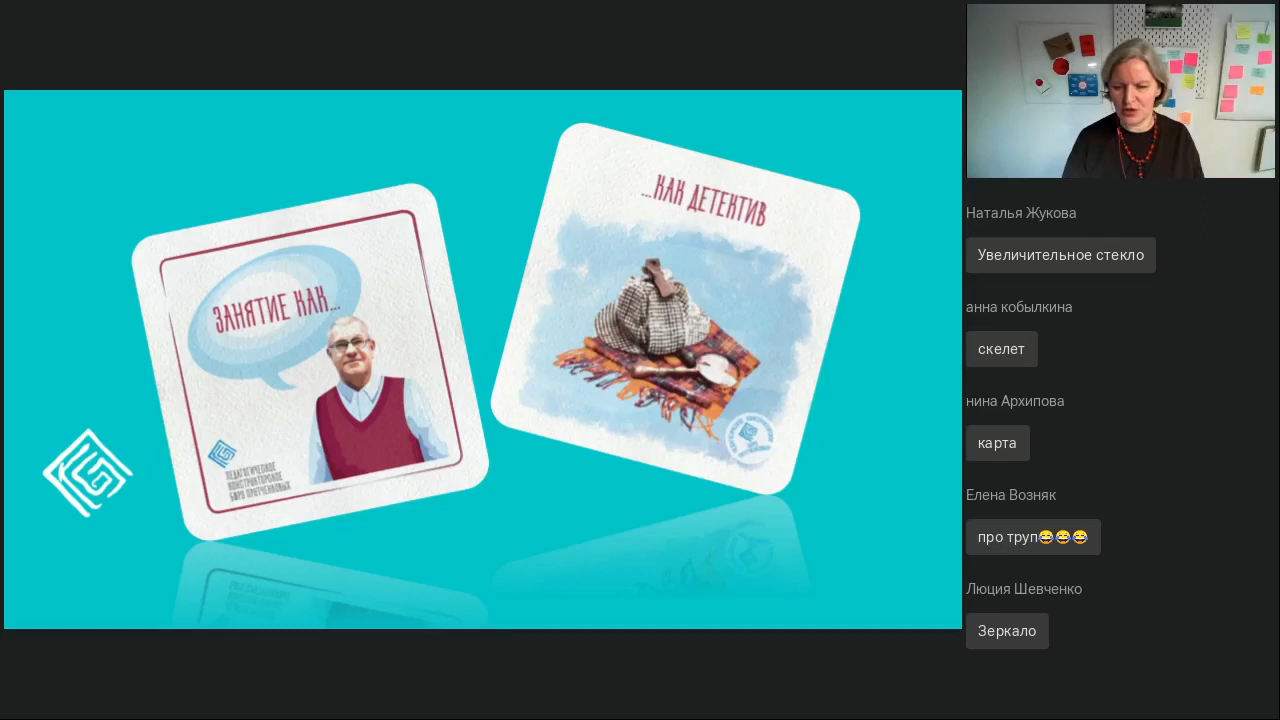 ЗАНЯТИЕ КАК...
ПЕДАГОГИЧЕСКОЕ
КОНСТРУКТОРСКОЕ
БЮРО ПРИТЧЕНКОВЫХ
...КАК ДЕТЕКТИВ
Наталья Жукова
Увеличительное стекло
анна кобылкина
скелет
нина Архипова
карта
Елена Возняк
про труп😂😂😂
Люция Шевченко
Зеркало